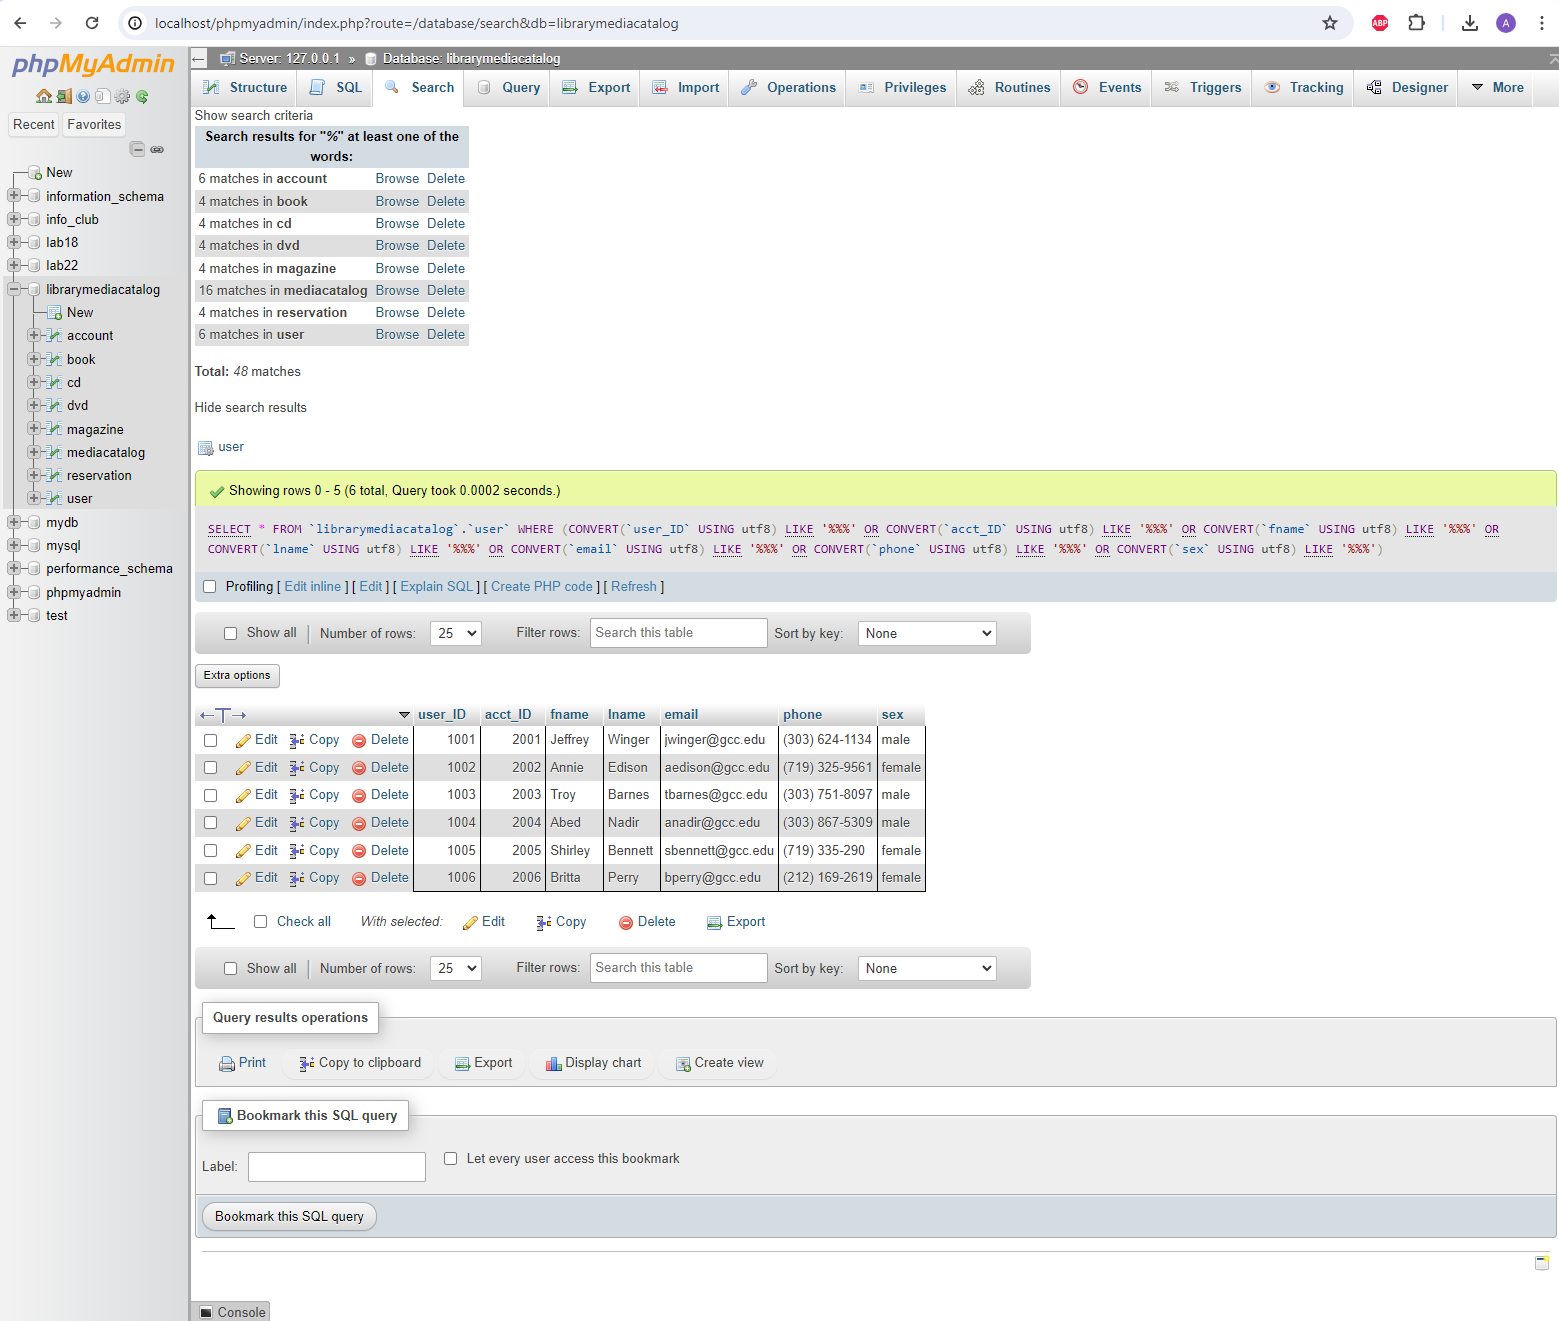 localhost/phpmyadmin/index.php?route=/database/search&db=librarymediacatalog
ABP
A
phpMyAdmin
Recent Favorites
New
information_schema
info_club
lab18
lab22
librarymediacatalog
New
account
book
cd
dvd
magazine
mediacatalog
reservation
user
mydb
mysql
performance_schema
phpmyadmin
test
Server: 127.0.0.1 » Database: librarymediacatalog
Structure SQL Search Query Export Import Operations Privileges Routines Events Triggers Tracking Designer More
Show search criteria
Search results for "%" at least one of the
words:
6 matches in account Browse Delete
4 matches in book Browse Delete
4 matches in cd Browse Delete
4 matches in dvd Browse Delete
4 matches in magazine Browse Delete
16 matches in mediacatalog Browse Delete
4 matches in reservation Browse Delete
6 matches in user Browse Delete
Total: 48 matches
Hide search results
user
Showing rows 0 - 5 (6 total, Query took 0.0002 seconds.)
SELECT * FROM `librarymediacatalog`.`user` WHERE (CONVERT(`user_ID` USING utf8) LIKE '%%%' OR CONVERT(`acct_ID` USING utf8) LIKE '%%%' OR CONVERT(`fname` USING utf8) LIKE '%%%' OR
CONVERT(`lname` USING utf8) LIKE '%%%' OR CONVERT(`email` USING utf8) LIKE '%%%' OR CONVERT(`phone` USING utf8) LIKE '%%%' OR CONVERT(`sex` USING utf8) LIKE '%%%')
Profiling [ Edit inline ] [ Edit ] [ Explain SQL ] [ Create PHP code ] [ Refresh ]
Show all Number of rows: 25 Filter rows: Search this table Sort by key: None
Extra options
user_ID acct_ID fname lname email phone sex
Edit Copy Delete 1001 2001 Jeffrey Winger jwinger@gcc.edu (303) 624-1134 male
Edit Copy Delete 1002 2002 Annie Edison aedison@gcc.edu (719) 325-9561 female
Edit Copy Delete 1003 2003 Troy Barnes tbarnes@gcc.edu (303) 751-8097 male
Edit Copy Delete 1004 2004 Abed Nadir anadir@gcc.edu (303) 867-5309 male
Edit Copy Delete 1005 2005 Shirley Bennett sbennett@gcc.edu (719) 335-290 female
Edit Copy Delete 1006 2006 Britta Perry bperry@gcc.edu (212) 169-2619 female
Check all With selected: Edit Copy Delete Export
Show all Number of rows: 25 Filter rows: Search this table Sort by key: None
Query results operations
Print Copy to clipboard Export Display chart Create view
Bookmark this SQL query
Label: Let every user access this bookmark
Bookmark this SQL query
Console